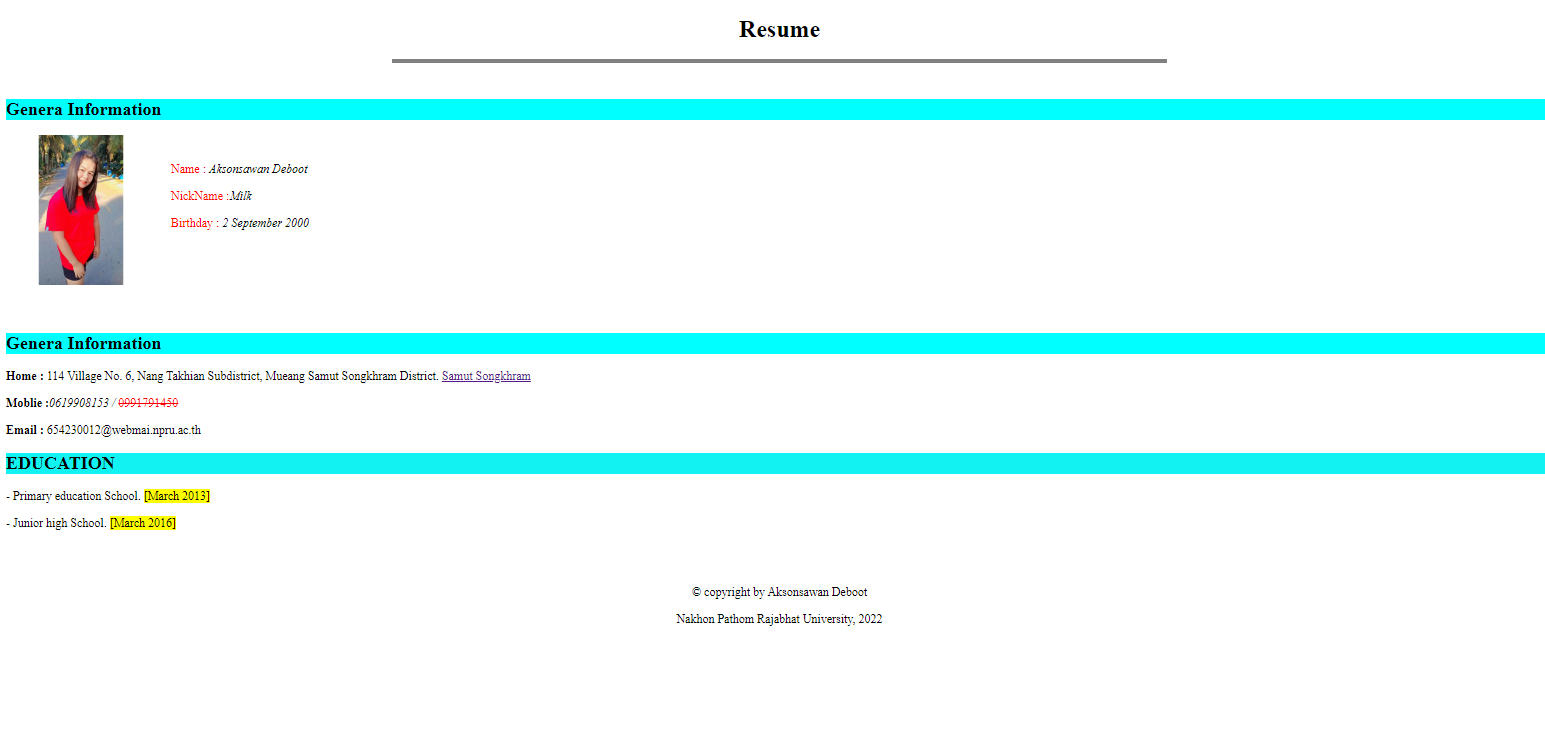 Resume
Genera Information
Name : Aksonsawan Deboot
NickName :Milk
Birthday : 2 September 2000
Genera Information
Home : 114 Village No. 6, Nang Takhian Subdistrict, Mueang Samut Songkhram District. Samut Songkhram
Moblie :0619908153 / 0991791450
Email : 654230012@webmai.npru.ac.th
EDUCATION
- Primary education School. [March 2013]
- Junior high School. [March 2016]
© copyright by Aksonsawan Deboot
Nakhon Pathom Rajabhat University, 2022